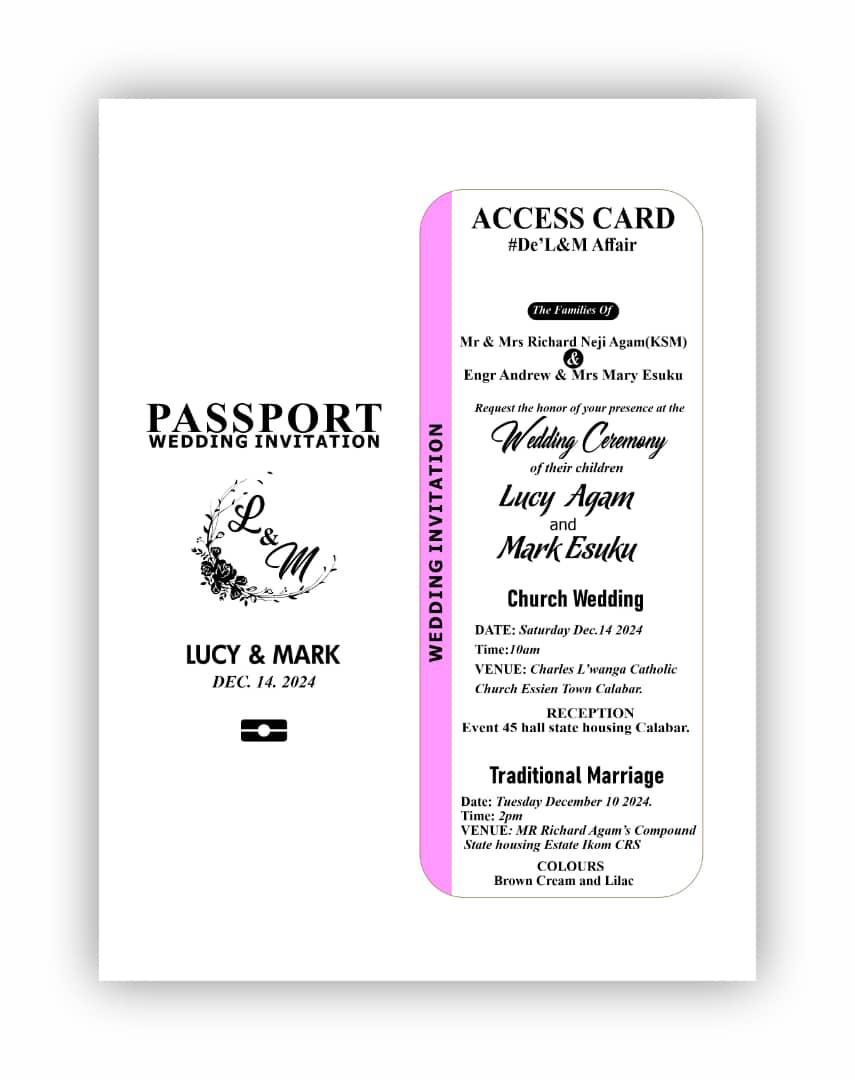 PASSPORT
WEDDING INVITATION
L
&
M
LUCY & MARK
DEC. 14. 2024
WEDDING INVITATION
ACCESS CARD
#De’L&M Affair
The Families Of
Mr & Mrs Richard Neji Agam(KSM)
&
Engr Andrew & Mrs Mary Esuku
Request the honor of your presence at the
Wedding Ceremony
of their children
Lucy Agam
and
Mark Esuku
Church Wedding
DATE: Saturday Dec.14 2024
Time:10am
VENUE: Charles L’wanga Catholic
Church Essien Town Calabar.
RECEPTION
Event 45 hall state housing Calabar.
Traditional Marriage
Date: Tuesday December 10 2024.
Time: 2pm
VENUE: MR Richard Agam’s Compound
State housing Estate Ikom CRS
COLOURS
Brown Cream and Lilac